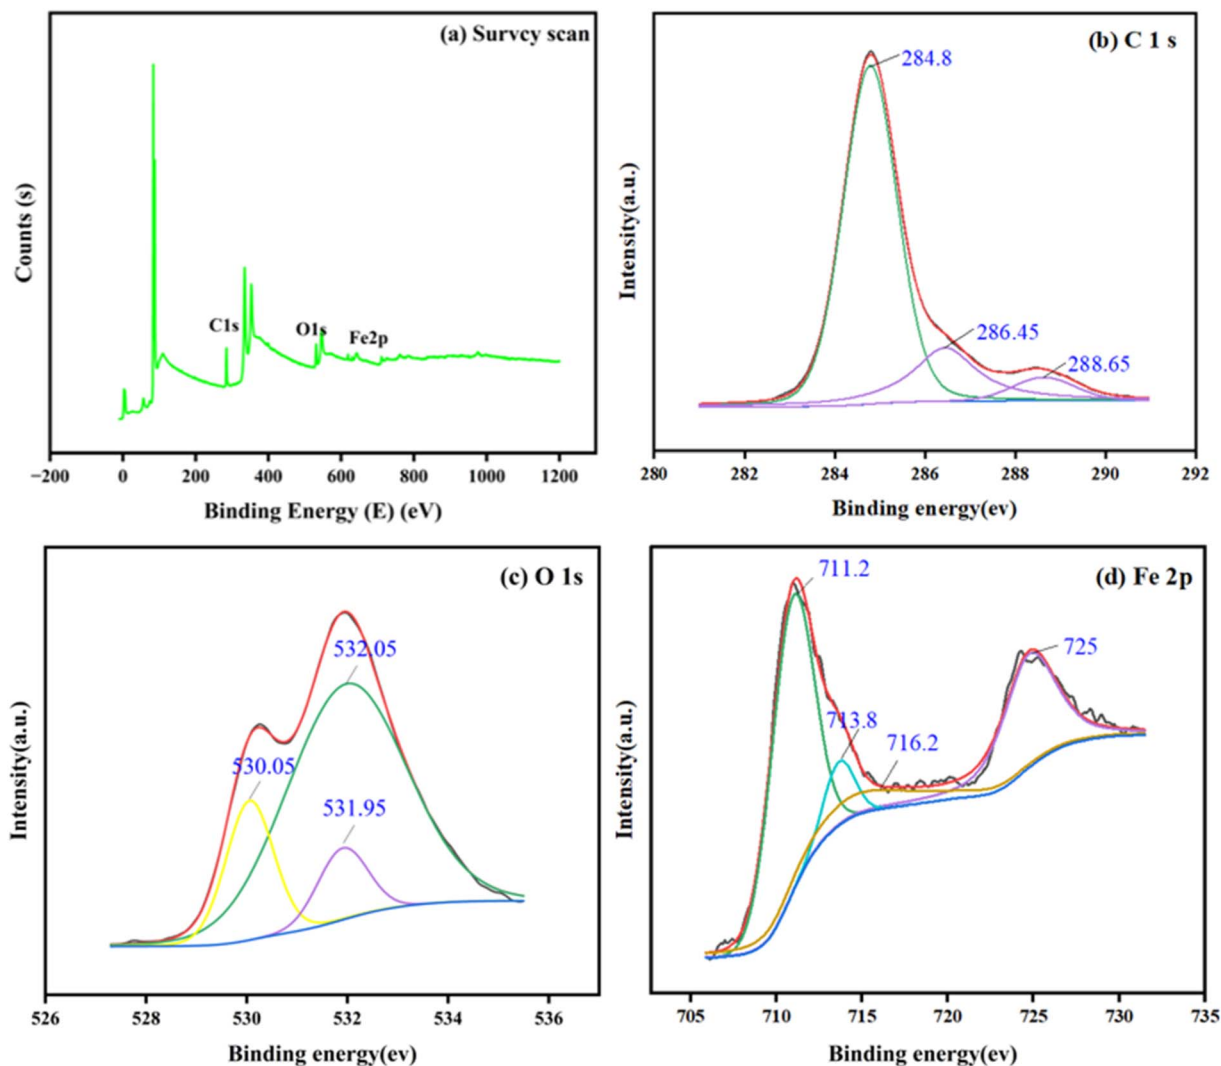 (a) Survcy scan
Counts (s)
C1s
O1s
Fe2p
−200 0 200 400 600 800 1000 1200
Binding Energy (E) (eV)
(b) C 1 s
Intensity(a.u.)
284.8
286.45
288.65
280 282 284 286 288 290 292
Binding energy(ev)
(c) O 1s
Intensity(a.u.)
532.05
530.05
531.95
526 528 530 532 534 536
Binding energy(ev)
(d) Fe 2p
Intensity(a.u.)
711.2
725
713.8
716.2
705 710 715 720 725 730 735
Binding energy(ev)